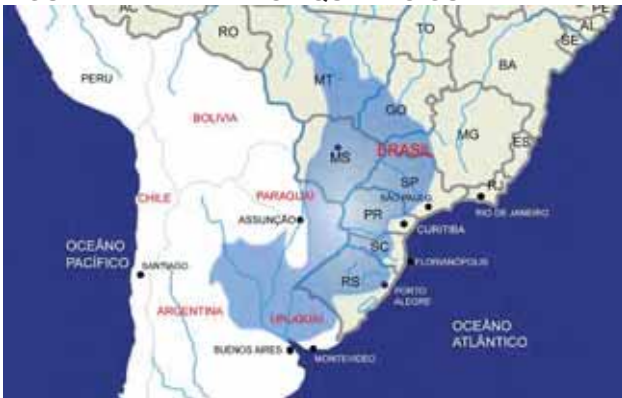 AC
RO
TO
PE
AL
SE
PERU
MT
BA
BOLIVIA
GO
MS
BRASIL
MG
ES
SP
CHILE
PARAGUAI
SÃO PAULO
RJ
RIO DE JANEIRO
ASSUNÇÃO
PR
CURITIBA
OCEÂNO
PACÍFICO
SANTIAGO
SC
FLORIANÓPOLIS
RS
PORTO
ALEGRE
ARGENTINA
URUGUAI
OCEÂNO
ATLÂNTICO
BUENOS AIRES
MONTEVIDEO